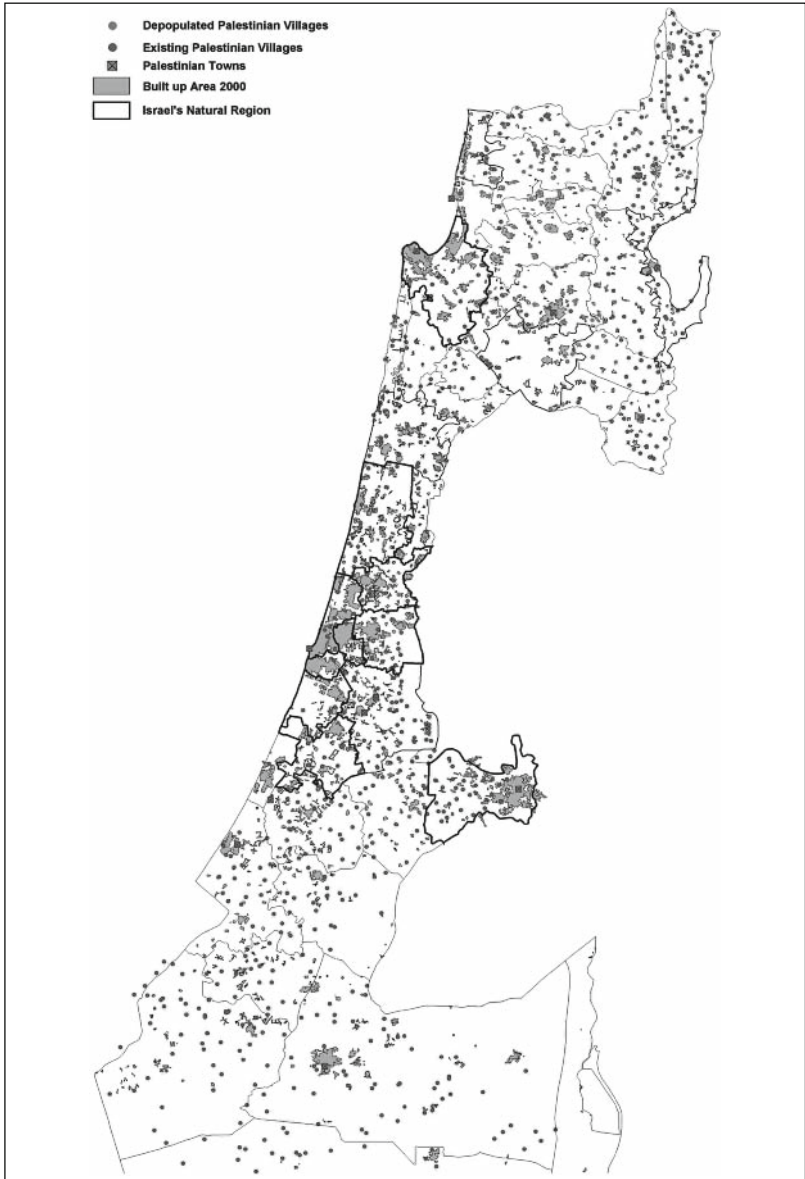 Depopulated Palestinian Villages
Existing Palestinian Villages
Palestinian Towns
Built up Area 2000
Israel's Natural Region